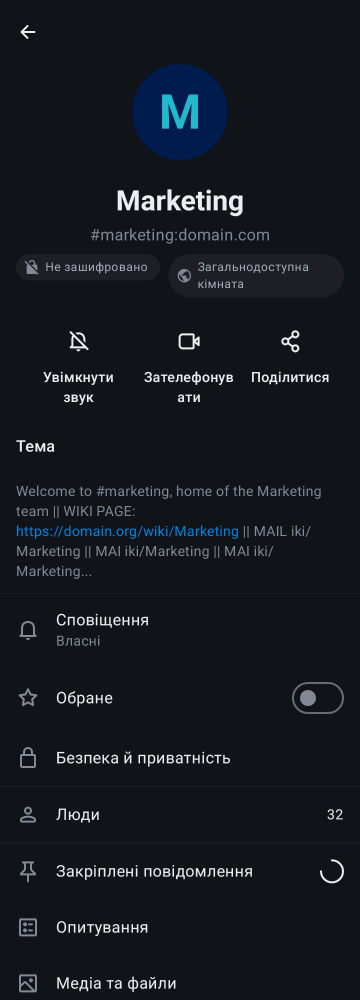 M
Marketing
#marketing:domain.com
Не зашифровано
Загальнодоступна
кімната
Увімкнути
звук
Зателефонув
ати
Поділитися
Тема
Welcome to #marketing, home of the Marketing
team || WIKI PAGE:
https://domain.org/wiki/Marketing || MAIL iki/
Marketing || MAI iki/Marketing || MAI iki/
Marketing...
Сповіщення
Власні
Обране
Безпека й приватність
Люди
32
Закріплені повідомлення
Опитування
Медіа та файли